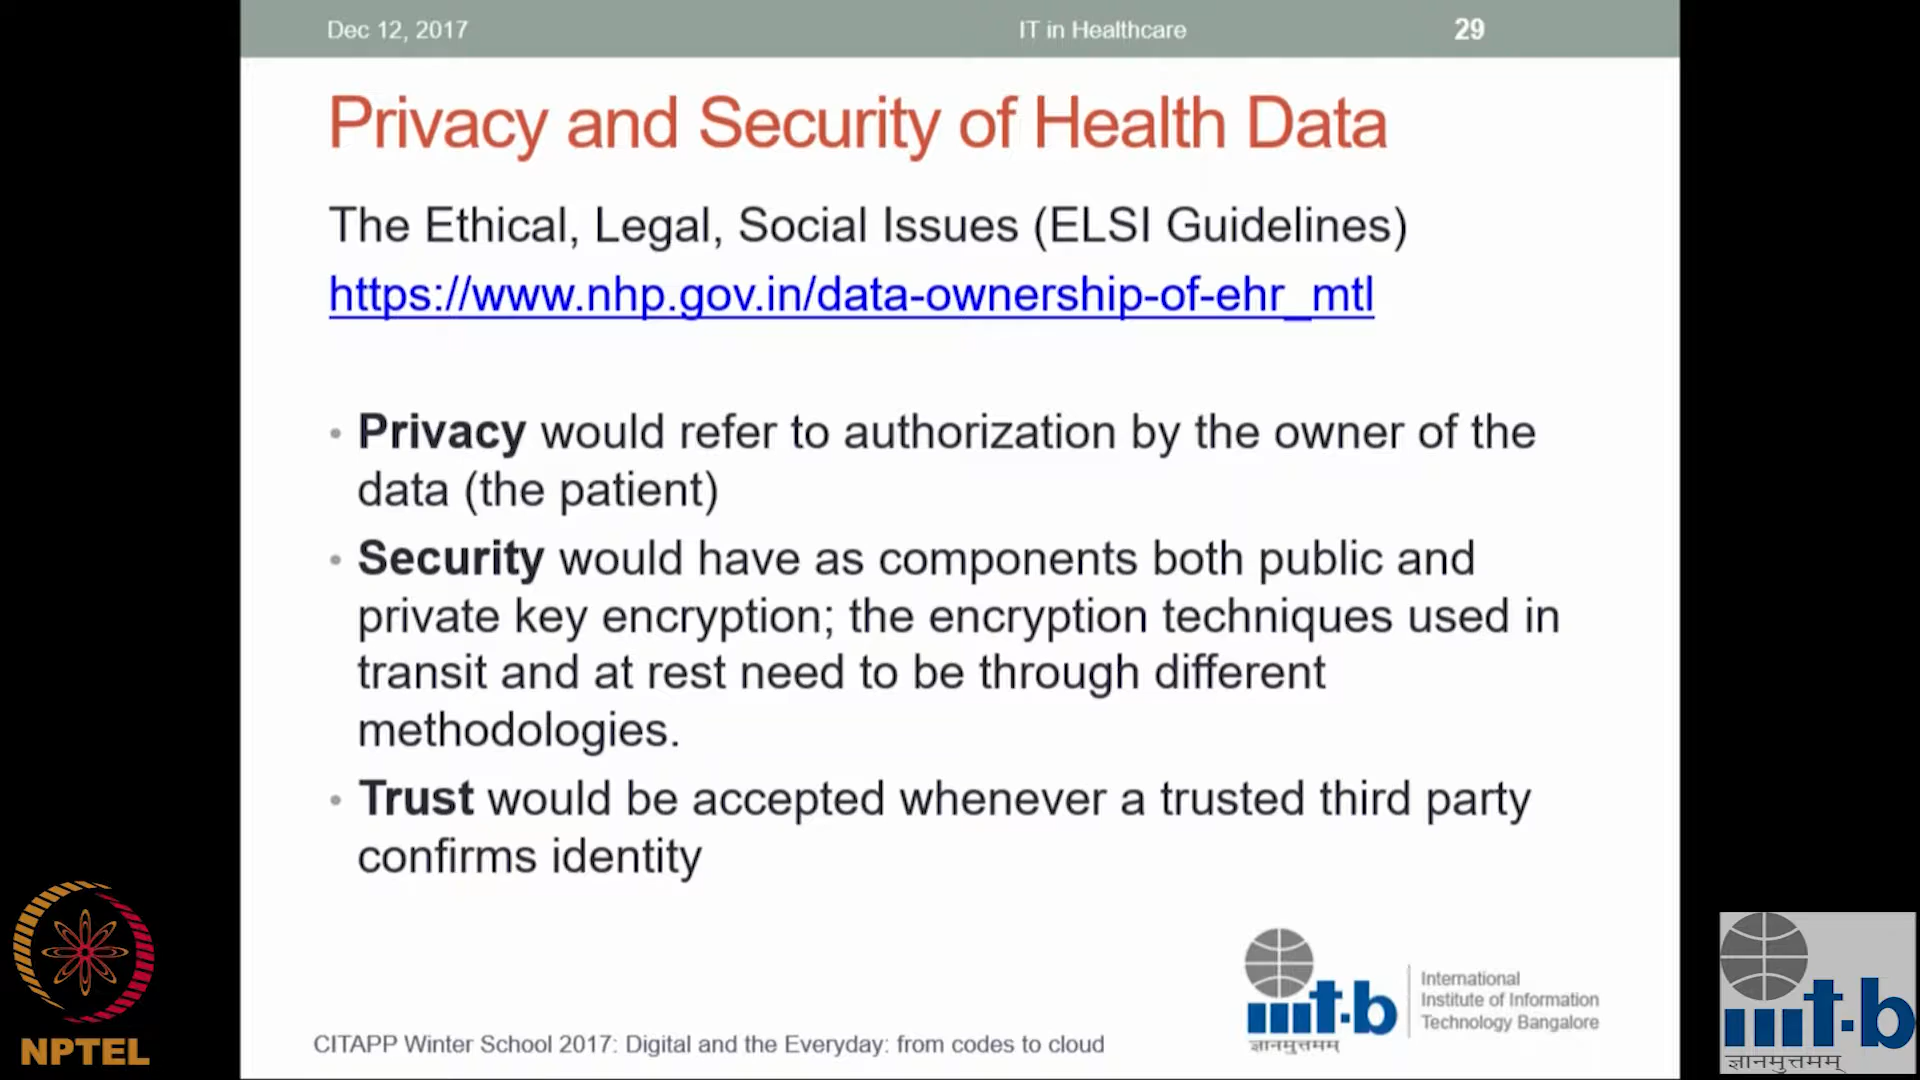 Dec 12, 2017 IT in Healthcare 29
Privacy and Security of Health Data
The Ethical, Legal, Social Issues (ELSI Guidelines)
https://www.nhp.gov.in/data-ownership-of-ehr_mtl
• Privacy would refer to authorization by the owner of the
data (the patient)
• Security would have as components both public and
private key encryption; the encryption techniques used in
transit and at rest need to be through different
methodologies.
• Trust would be accepted whenever a trusted third party
confirms identity
International
Institute of Information
Technology Bangalore
iiit-b
ज्ञानमुत्तमम्
CITAPP Winter School 2017: Digital and the Everyday: from codes to cloud
NPTEL
iiit-b
ज्ञानमुत्तमम्